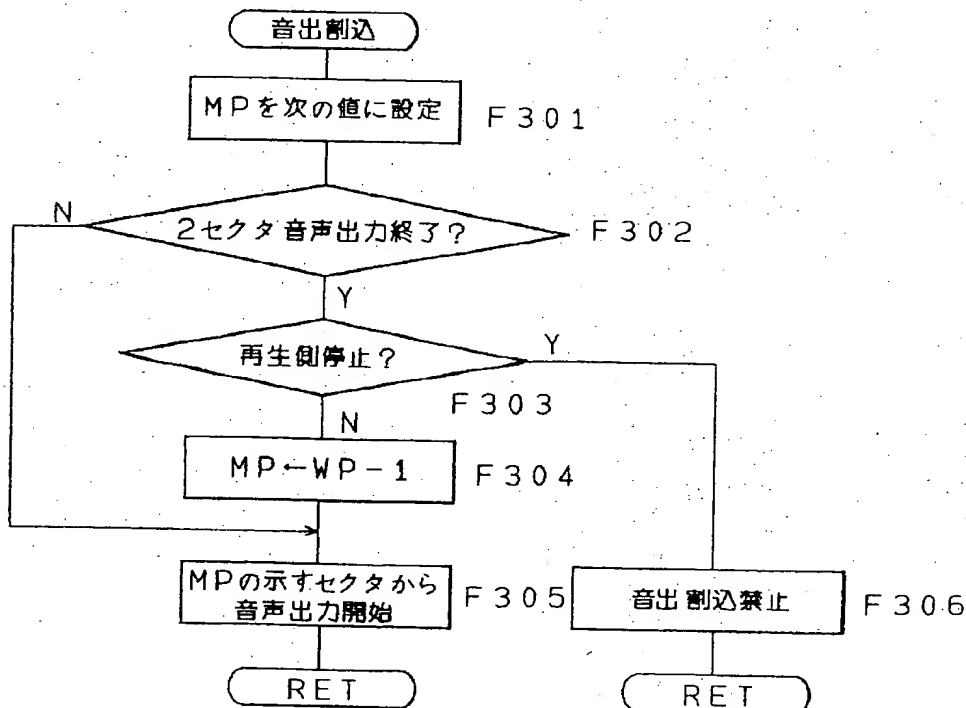 音出割込
MPを次の値に設定
F301
N
2セクタ音声出力終了?
F302
Y
再生側停止?
Y
F303
N
MP←WP-1
F304
MPの示すセクタから
音声出力開始
F305
音出割込禁止
F306
RET
RET